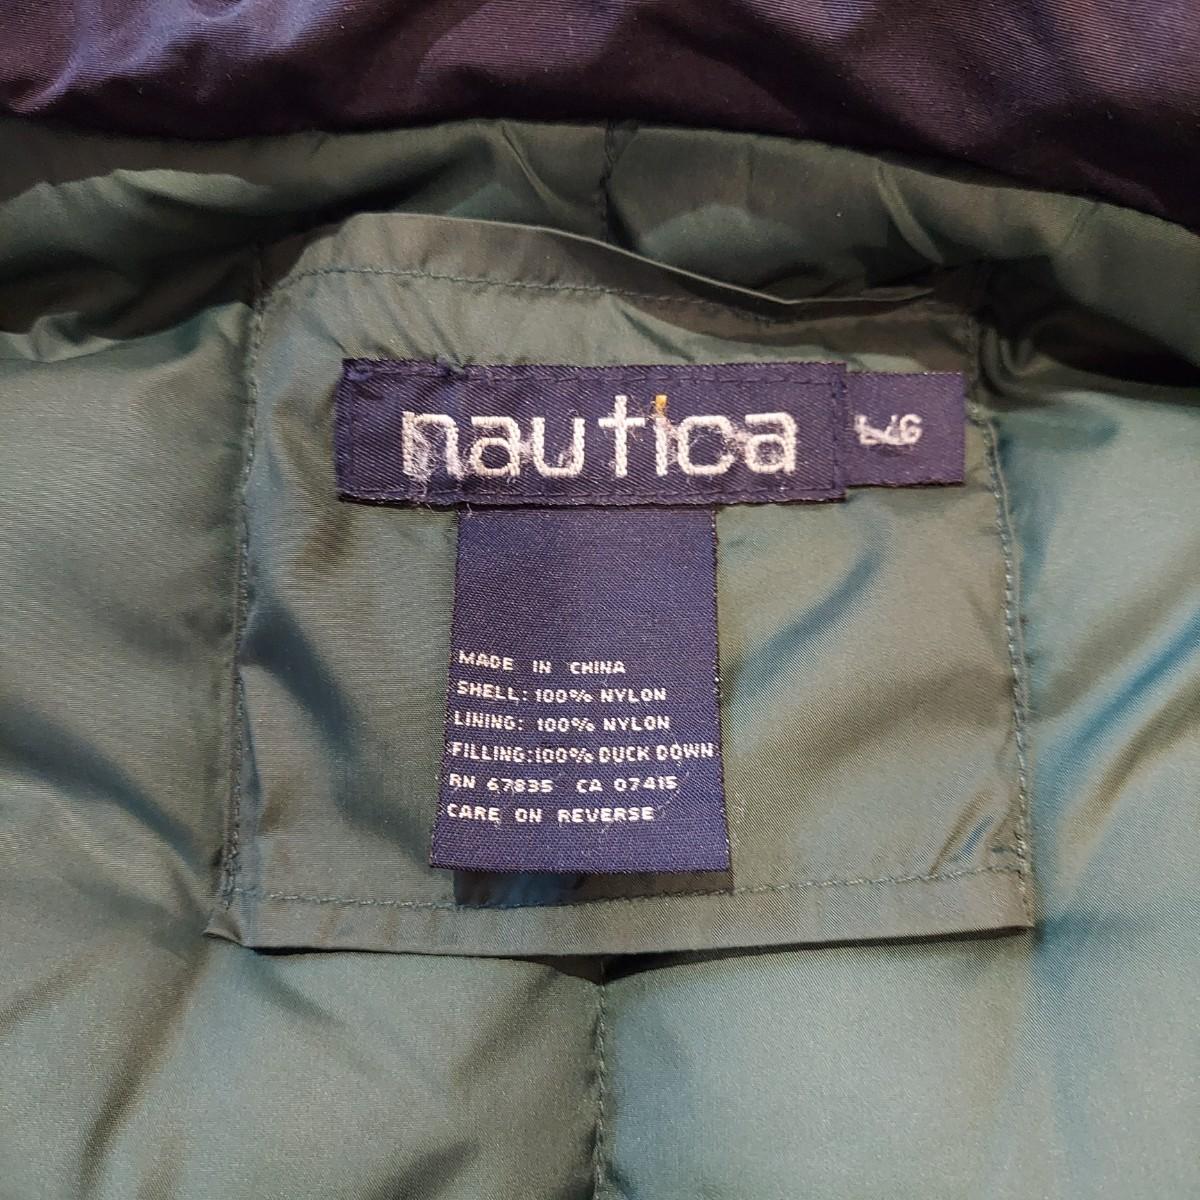 nautica
L/G
MADE IN CHINA
SHELL: 100% NYLON
LINING: 100% NYLON
FILLING:100% DUCK DOWN
RN 67835 CA 07415
CARE ON REVERSE